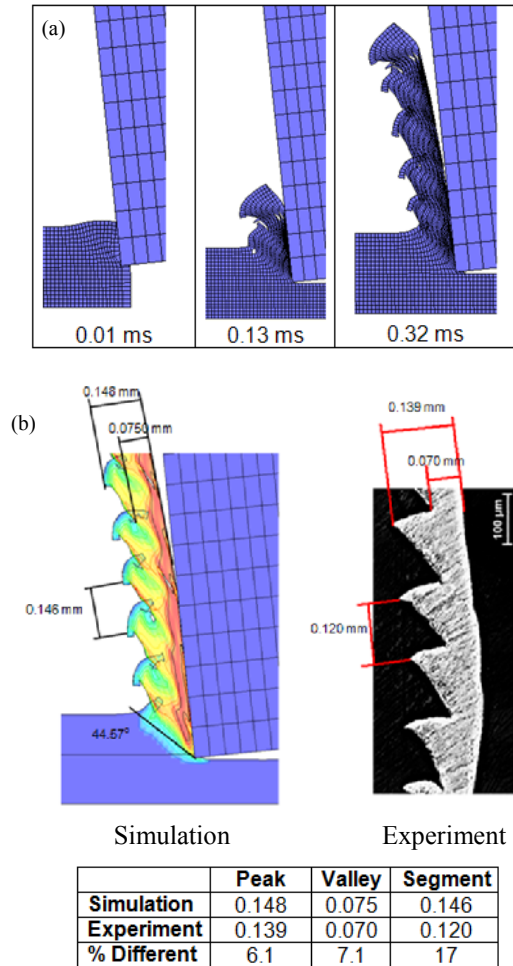 (a)
0.01 ms
0.13 ms
0.32 ms
(b)
0.148 mm
0.0750 mm
0.146 mm
44.57°
0.139 mm
0.070 mm
100 µm
0.120 mm
Simulation
Experiment
Peak Valley Segment
Simulation 0.148 0.075 0.146
Experiment 0.139 0.070 0.120
% Different 6.1 7.1 17